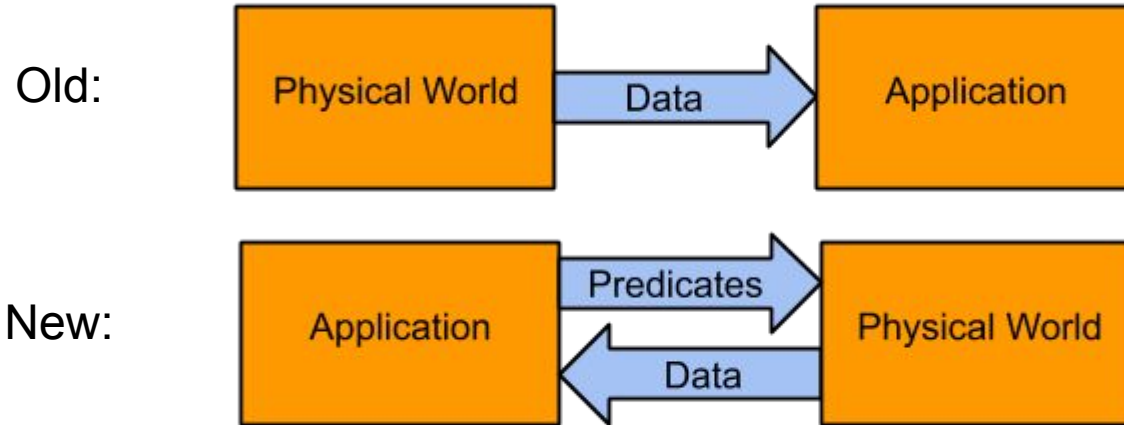 Old:
Physical World
Data
Application
New:
Application
Predicates
Data
Physical World